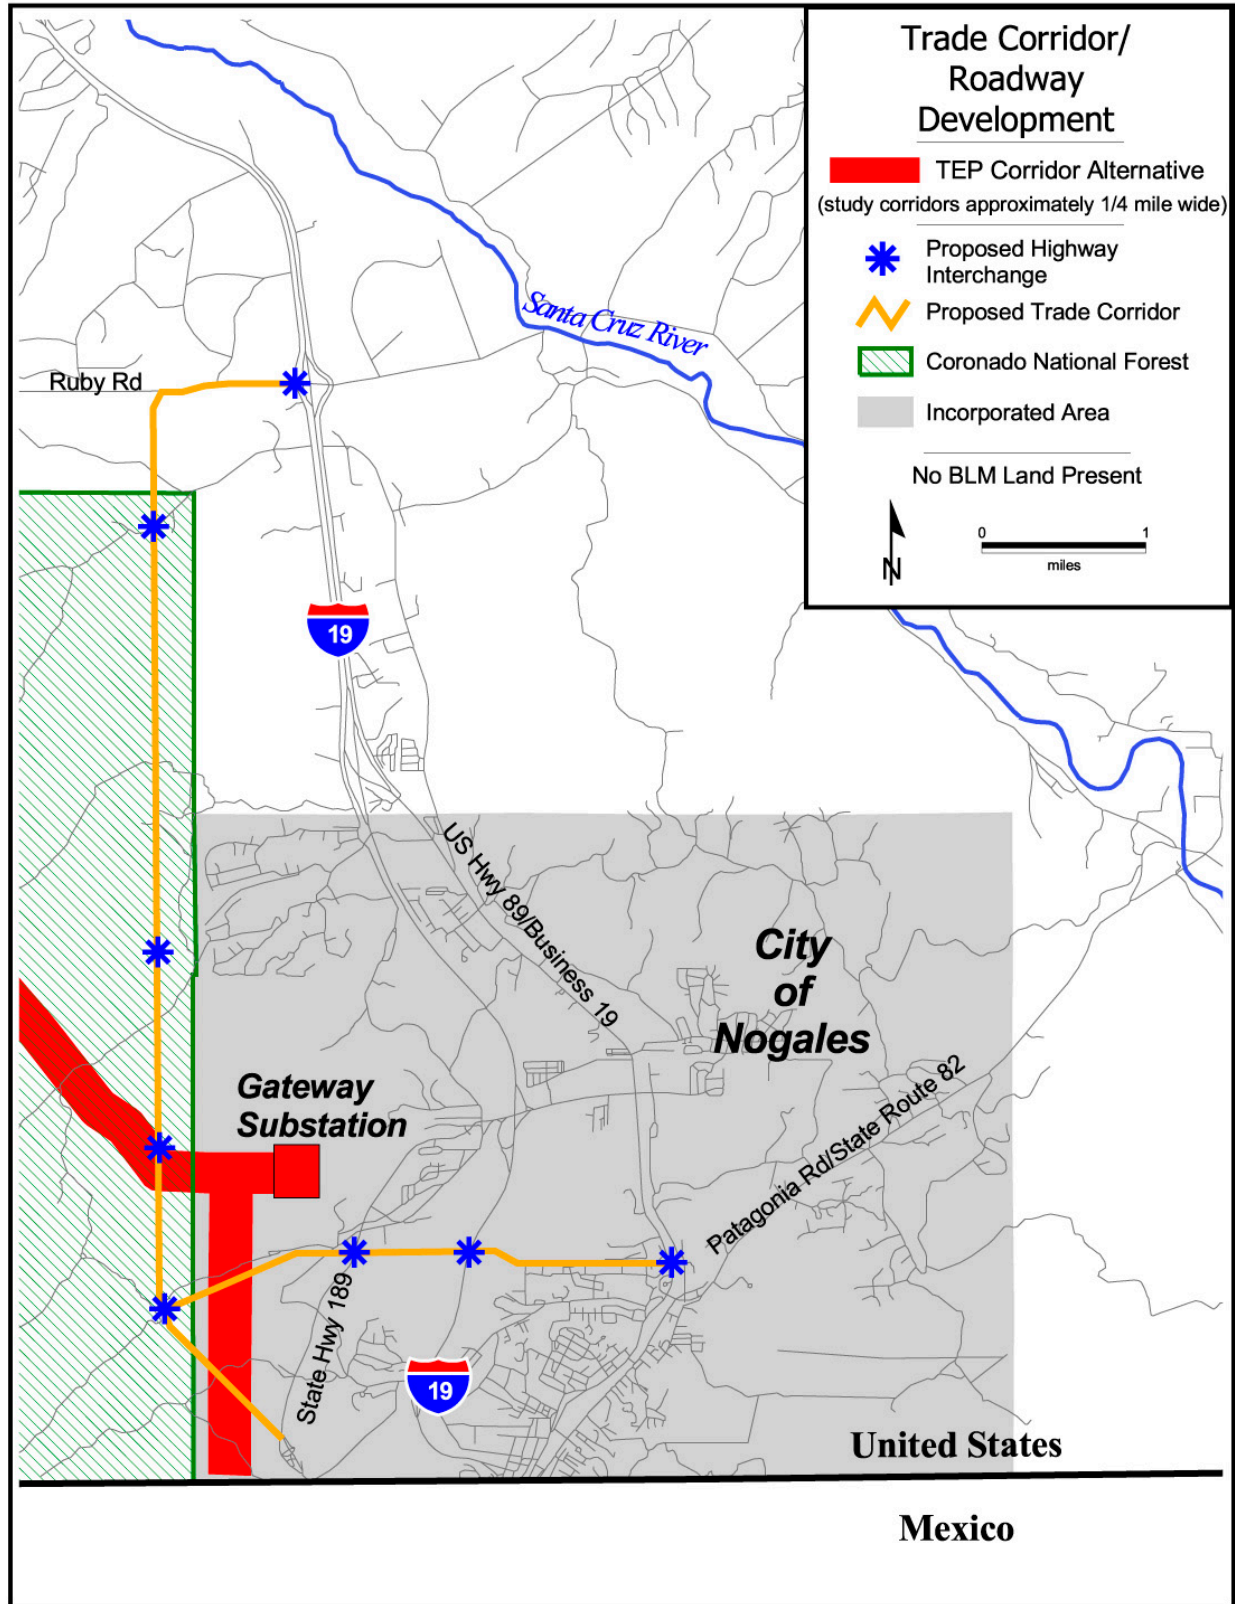 Trade Corridor/
Roadway
Development
TEP Corridor Alternative
(study corridors approximately 1/4 mile wide)
Proposed Highway
Interchange
Proposed Trade Corridor
Coronado National Forest
Incorporated Area
No BLM Land Present
N
0 1
miles
Santa Cruz River
Ruby Rd
19
US Hwy 89/Business 19
City
of
Nogales
Gateway
Substation
Patagonia Rd/State Route 82
State Hwy 189
19
United States
Mexico